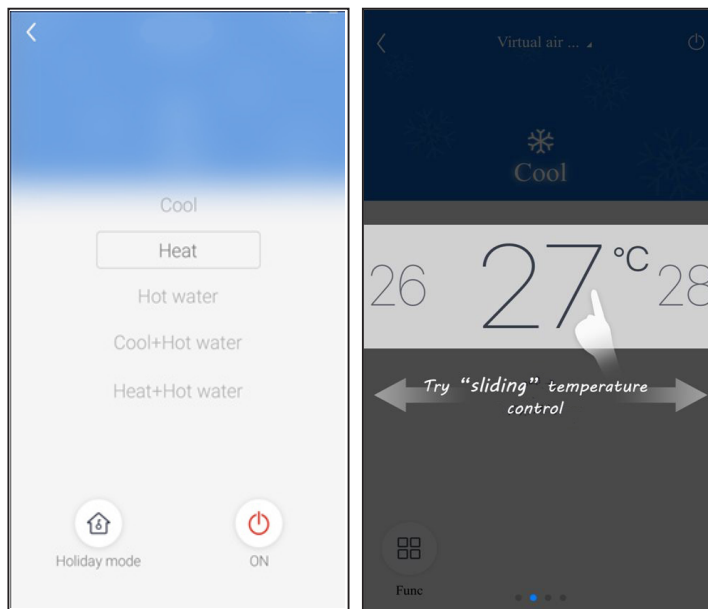 Cool
Heat
Hot water
Cool+Hot water
Heat+Hot water
Holiday mode
ON
Virtual air ...
Cool
26 27°C 28
Try “sliding” temperature
control
Func